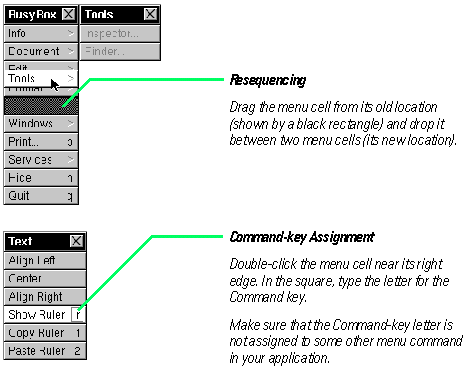 BusyBox
Tools
Info
Inspector...
Document
Finder...
Edit
Tools
Format
Resequencing
Drag the menu cell from its old location
(shown by a black rectangle) and drop it
between two menu cells (its new location).
Windows
Print... p
Services
Hide h
Quit q
Text
Command-key Assignment
Align Left
Center
Align Right
Show Ruler r
Copy Ruler 1
Paste Ruler 2
Double-click the menu cell near its right
edge. In the square, type the letter for the
Command key.
Make sure that the Command-key letter is
not assigned to some other menu command
in your application.